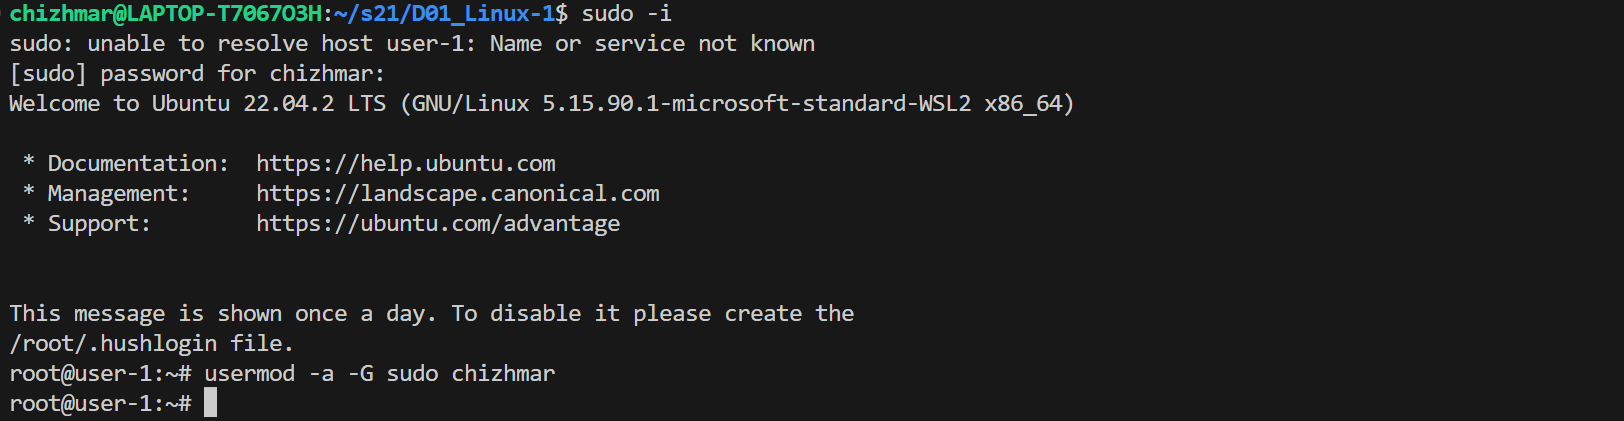 chizhmar@LAPTOP-T7067O3H:~/s21/D01_Linux-1$ sudo -i
sudo: unable to resolve host user-1: Name or service not known
[sudo] password for chizhmar:
Welcome to Ubuntu 22.04.2 LTS (GNU/Linux 5.15.90.1-microsoft-standard-WSL2 x86_64)
* Documentation:  https://help.ubuntu.com
* Management:     https://landscape.canonical.com
* Support:        https://ubuntu.com/advantage
This message is shown once a day. To disable it please create the
/root/.hushlogin file.
root@user-1:~# usermod -a -G sudo chizhmar
root@user-1:~#